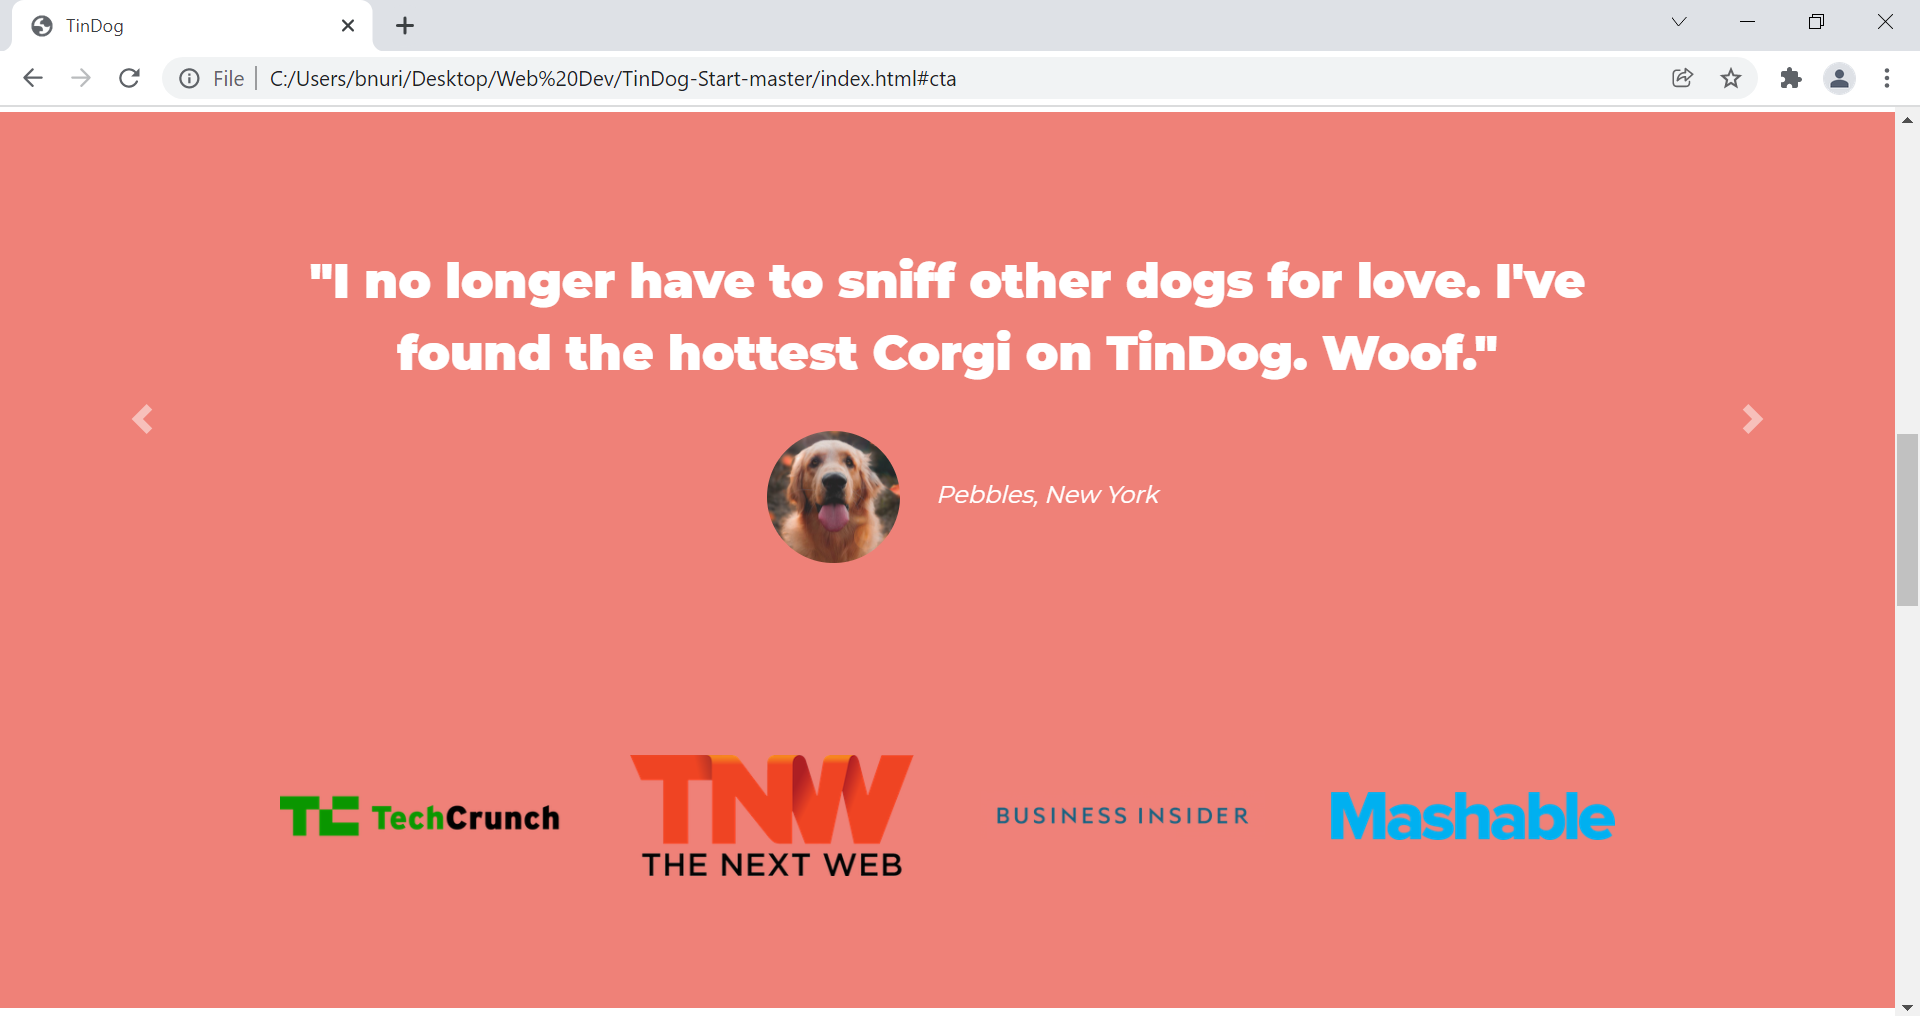 TinDog
File
C:/Users/bnuri/Desktop/Web%20Dev/TinDog-Start-master/index.html#cta
"I no longer have to sniff other dogs for love. I've
found the hottest Corgi on TinDog. Woof."
Pebbles, New York
TC TechCrunch
TNW
THE NEXT WEB
BUSINESS INSIDER
Mashable